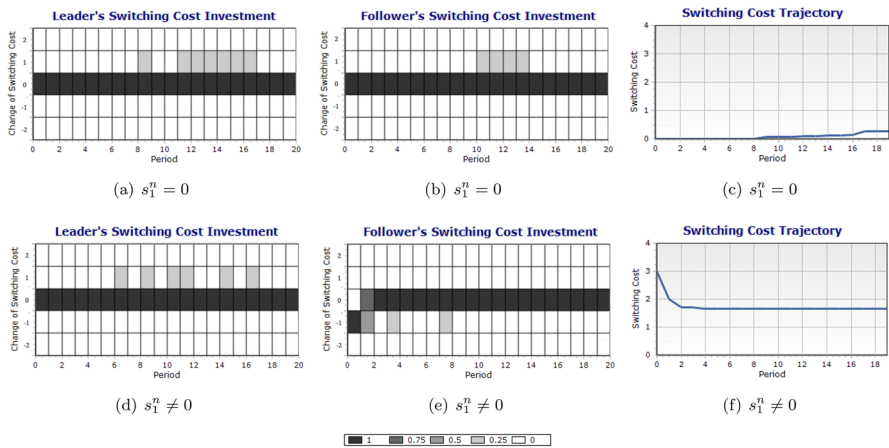 Leader's Switching Cost Investment
Change of Switching Cost
2
1
0
-1
-2
0 2 4 6 8 10 12 14 16 18 20
Period
(a) s₁ⁿ = 0
Follower's Switching Cost Investment
Change of Switching Cost
2
1
0
-1
-2
0 2 4 6 8 10 12 14 16 18 20
Period
(b) s₁ⁿ = 0
Switching Cost Trajectory
Switching Cost
4
3
2
1
0
0 2 4 6 8 10 12 14 16 18
Period
(c) s₁ⁿ = 0
Leader's Switching Cost Investment
Change of Switching Cost
2
1
0
-1
-2
0 2 4 6 8 10 12 14 16 18 20
Period
(d) s₁ⁿ ≠ 0
Follower's Switching Cost Investment
Change of Switching Cost
2
1
0
-1
-2
0 2 4 6 8 10 12 14 16 18 20
Period
(e) s₁ⁿ ≠ 0
Switching Cost Trajectory
Switching Cost
4
3
2
1
0
0 2 4 6 8 10 12 14 16 18
Period
(f) s₁ⁿ ≠ 0
1 0.75 0.5 0.25 0